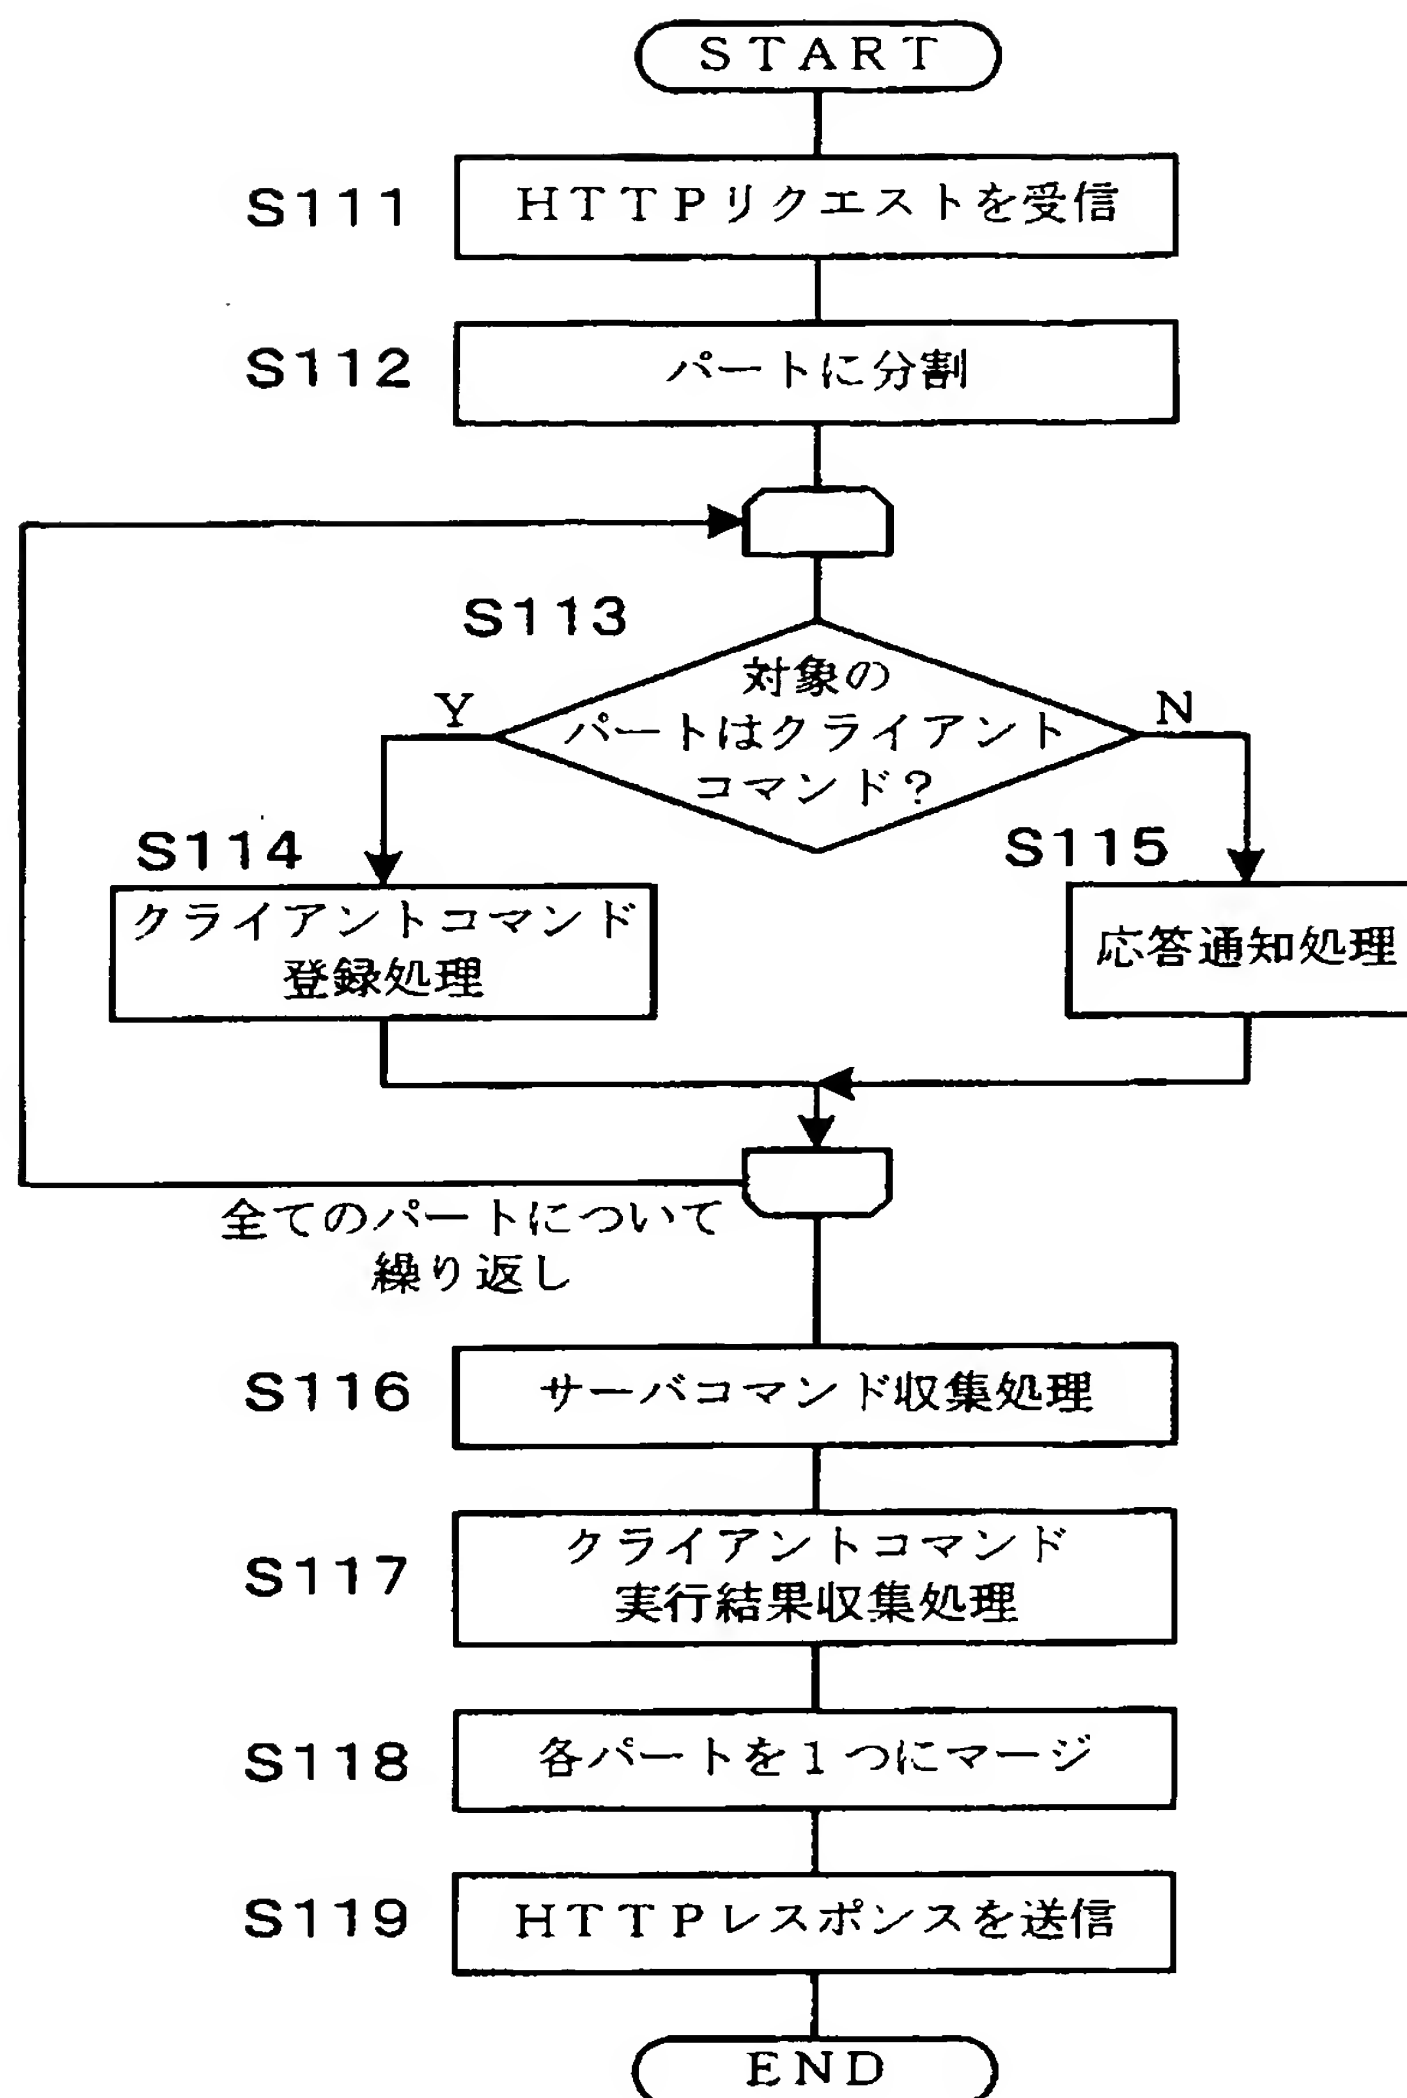 START
S111
HTTPリクエストを受信
S112
パートに分割
S113
対象の
パートはクライアント
コマンド?
Y
N
S114
クライアントコマンド
登録処理
S115
応答通知処理
全てのパートについて
繰り返し
S116
サーバコマンド収集処理
S117
クライアントコマンド
実行結果収集処理
S118
各パートを1つにマージ
S119
HTTPレスポンスを送信
END